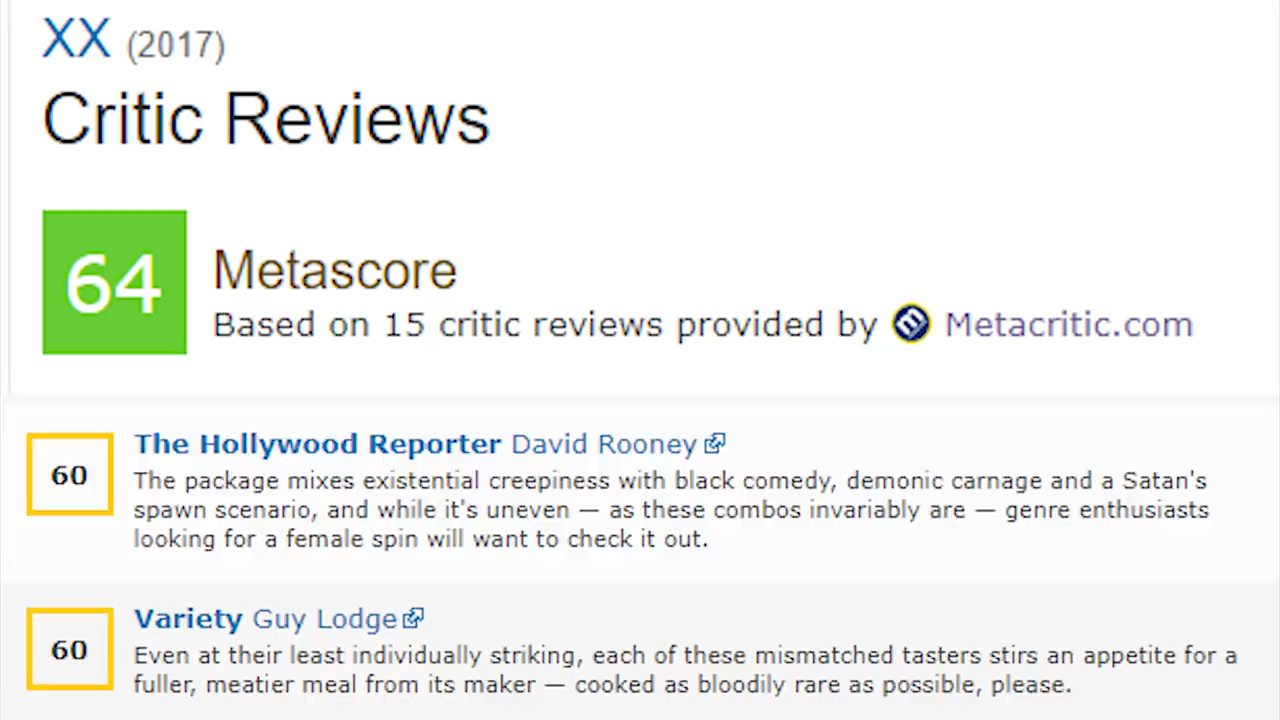 XX (2017)
Critic Reviews
64
Metascore
Based on 15 critic reviews provided by Metacritic.com
60
The Hollywood Reporter David Rooney
The package mixes existential creepiness with black comedy, demonic carnage and a Satan's
spawn scenario, and while it's uneven — as these combos invariably are — genre enthusiasts
looking for a female spin will want to check it out.
60
Variety Guy Lodge
Even at their least individually striking, each of these mismatched tasters stirs an appetite for a
fuller, meatier meal from its maker — cooked as bloodily rare as possible, please.